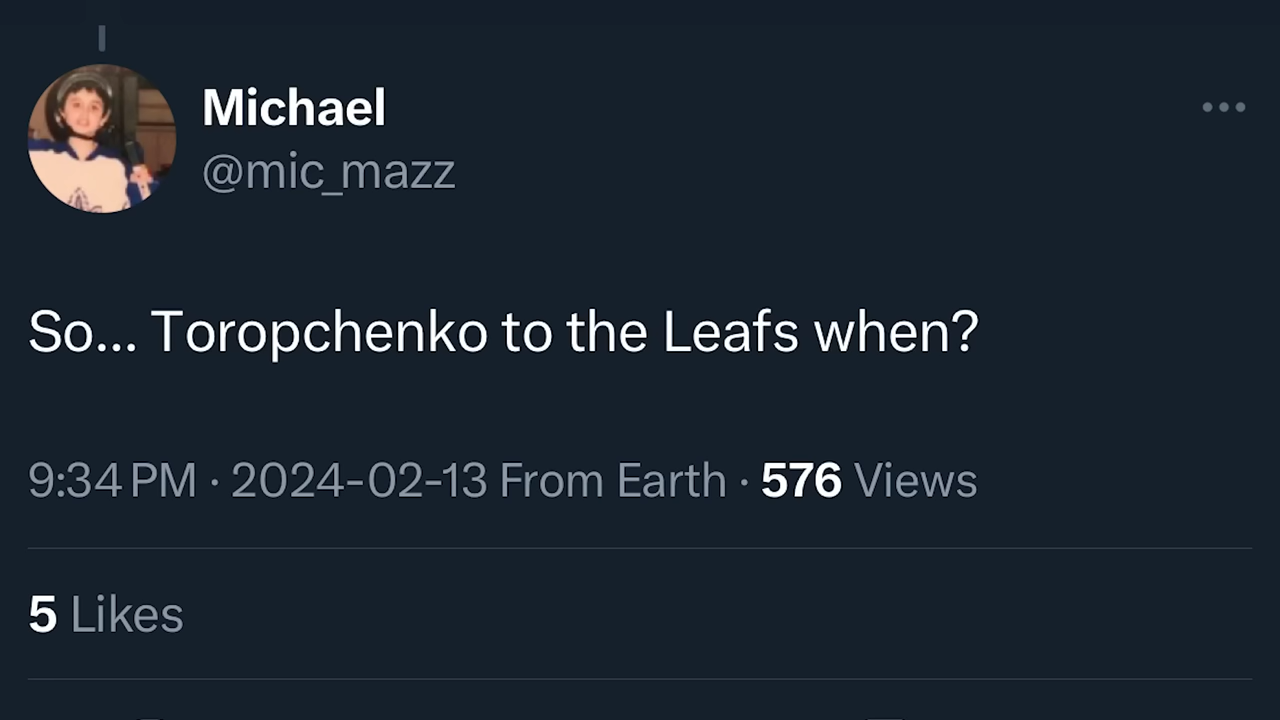 Michael
@mic_mazz
So... Toropchenko to the Leafs when?
9:34 PM · 2024-02-13 From Earth · 576 Views
5 Likes